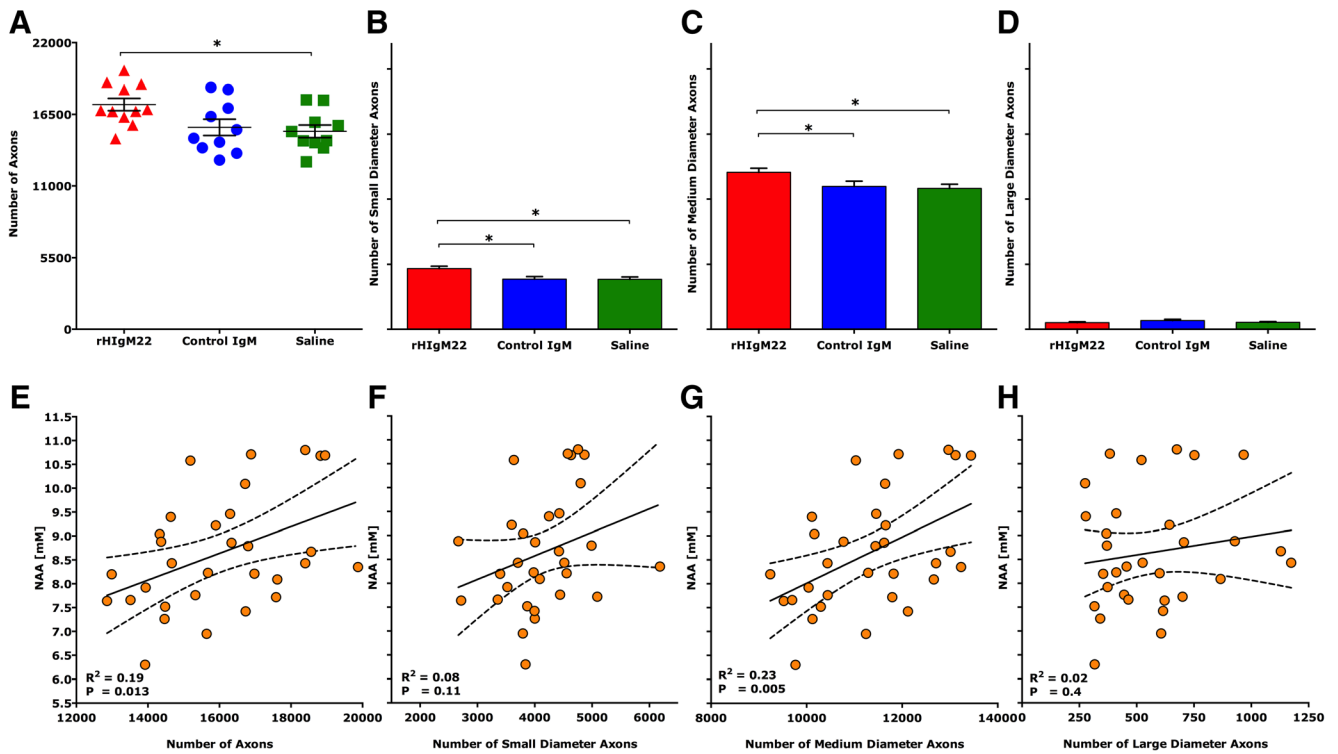 A
B
C
D
Number of Axons
22000
16500
11000
5500
0
*
rHIgM22
Control IgM
Saline
Number of Small Diameter Axons
*
*
rHIgM22
Control IgM
Saline
Number of Medium Diameter Axons
*
*
rHIgM22
Control IgM
Saline
Number of Large Diameter Axons
rHIgM22
Control IgM
Saline
E
F
G
H
NAA [mM]
11.5
11.0
10.5
10.0
9.5
9.0
8.5
8.0
7.5
7.0
6.5
6.0
5.5
R² = 0.19
P = 0.013
12000 14000 16000 18000 20000
Number of Axons
NAA [mM]
R² = 0.08
P = 0.11
2000 3000 4000 5000 6000
Number of Small Diameter Axons
NAA [mM]
R² = 0.23
P = 0.005
8000 10000 12000 14000
Number of Medium Diameter Axons
NAA [mM]
R² = 0.02
P = 0.4
0 250 500 750 1000 1250
Number of Large Diameter Axons